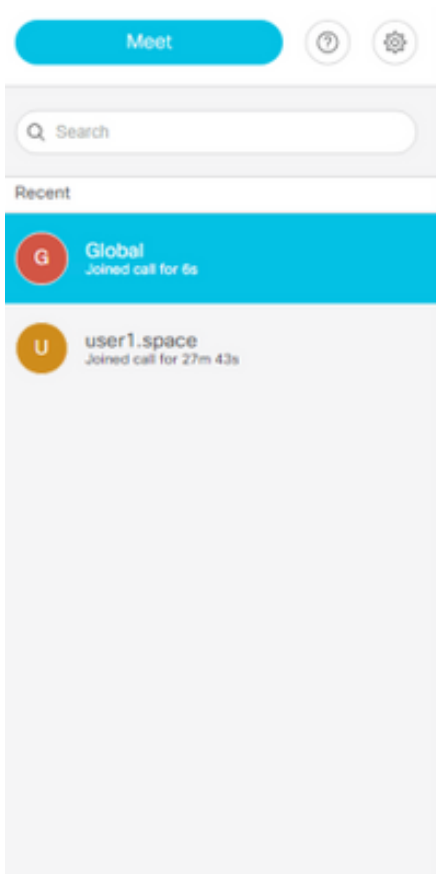 Meet
Search
Recent
G
Global
Joined call for 6s
U
user1.space
Joined call for 27m 43s